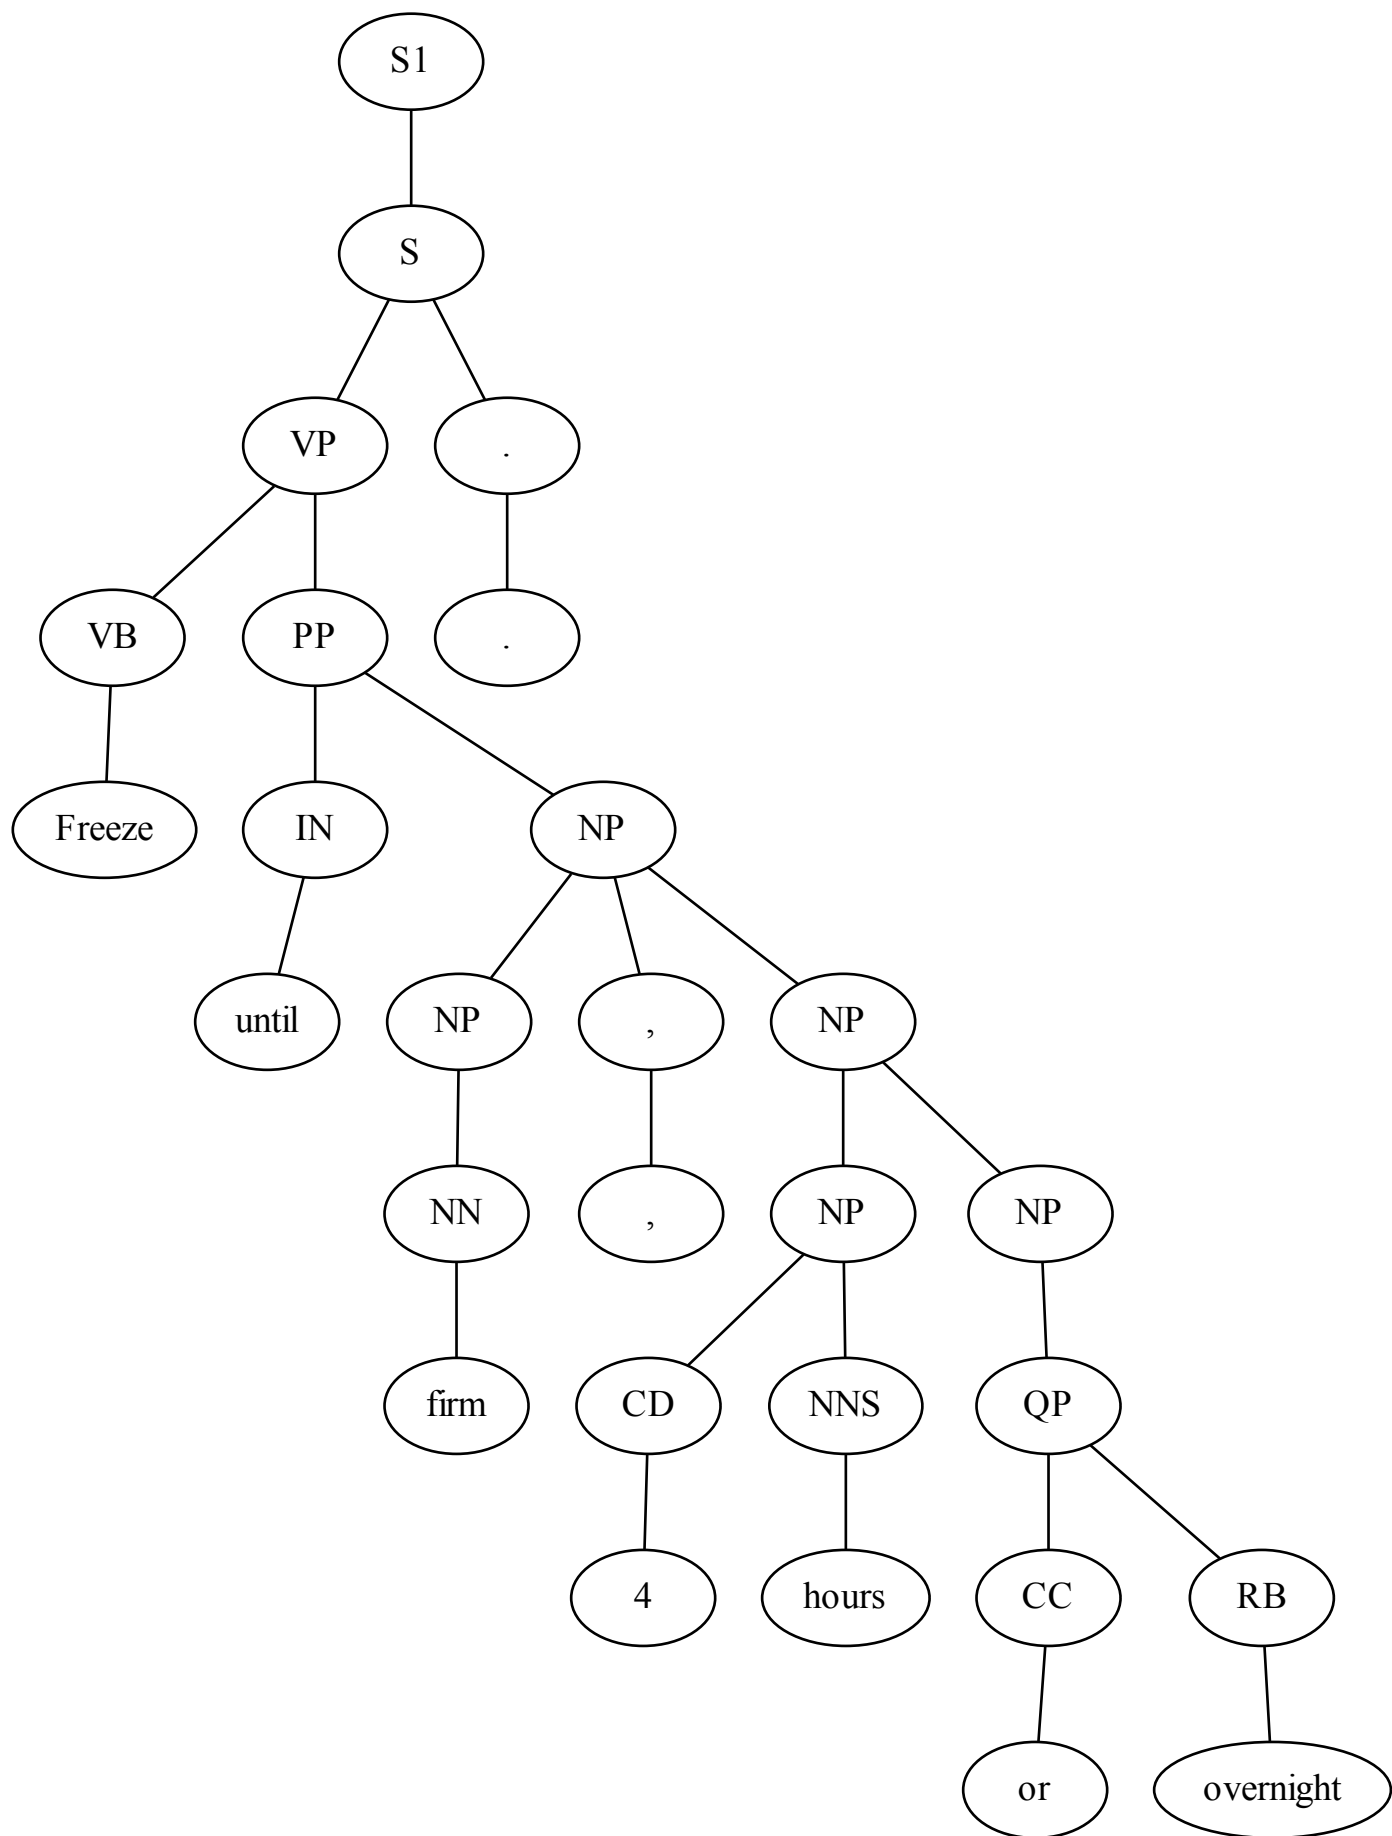 S1
S
VP .
VB PP .
Freeze IN NP
until NP , NP
NN , NP NP
firm CD NNS QP
4 hours CC RB
or overnight